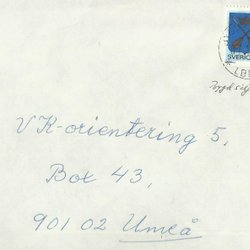 SVERIGE
VK-orientering 5,
Box 43,
901 02 Umeå